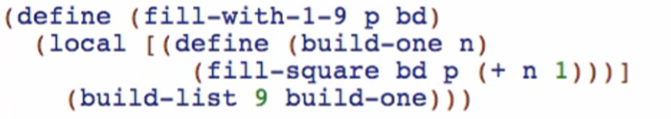 (define (fill-with-1-9 p bd)
(local [(define (build-one n)
(fill-square bd p (+ n 1)))]
(build-list 9 build-one)))